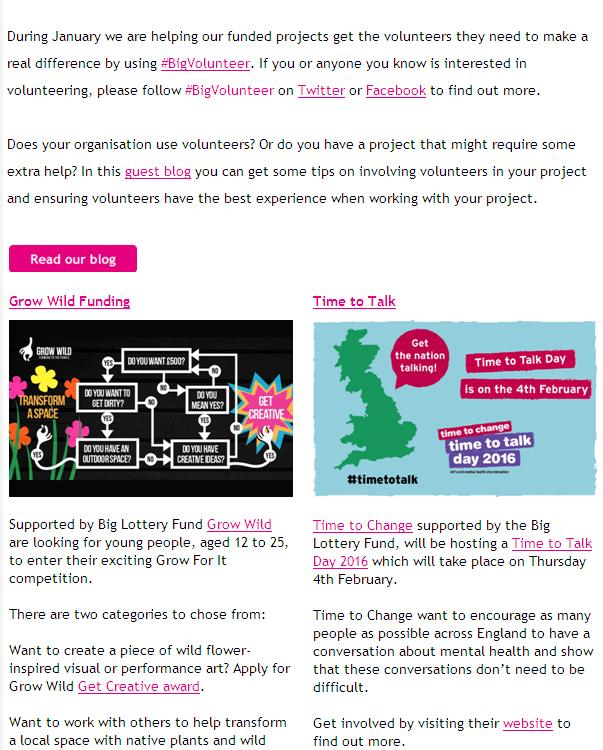 During January we are helping our funded projects get the volunteers they need to make a
real difference by using #BigVolunteer. If you or anyone you know is interested in
volunteering, please follow #BigVolunteer on Twitter or Facebook to find out more.
Does your organisation use volunteers? Or do you have a project that might require some
extra help? In this guest blog you can get some tips on involving volunteers in your project
and ensuring volunteers have the best experience when working with your project.
Read our blog
Grow Wild Funding
GROW WILD
DO YOU WANT £500?
YES
NO
TRANSFORM
A SPACE
DO YOU WANT TO
GET DIRTY?
NO
DO YOU
MEAN YES?
GET
CREATIVE
YES
YES
NO
YES
DO YOU HAVE AN
OUTDOOR SPACE?
NO
DO YOU HAVE
CREATIVE IDEAS?
YES
Supported by Big Lottery Fund Grow Wild
are looking for young people, aged 12 to 25,
to enter their exciting Grow For It
competition.
There are two categories to chose from:
Want to create a piece of wild flower-
inspired visual or performance art? Apply for
Grow Wild Get Creative award.
Want to work with others to help transform
a local space with native plants and wild
Time to Talk
Get
the nation
talking!
Time to Talk Day
is on the 4th February
time to change
time to talk
day 2016
let's end mental health discrimination
#timetotalk
Time to Change supported by the Big
Lottery Fund, will be hosting a Time to Talk
Day 2016 which will take place on Thursday
4th February.
Time to Change want to encourage as many
people as possible across England to have a
conversation about mental health and show
that these conversations don't need to be
difficult.
Get involved by visiting their website to
find out more.